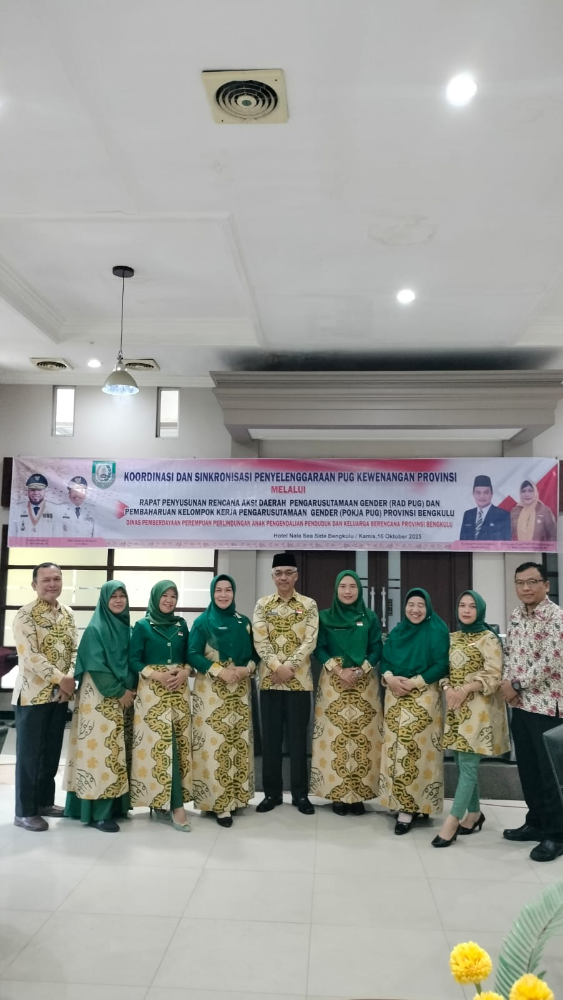 KOORDINASI DAN SINKRONISASI PENYELENGGARAAN PUG KEWENANGAN PROVINSI
MELALUI
RAPAT PENYUSUNAN RENCANA AKSI DAERAH PENGARUSUTAMAAN GENDER (RAD PUG) DAN
PEMBAHARUAN KELOMPOK KERJA PENGARUSUTAMAAN GENDER (POKJA PUG) PROVINSI BENGKULU
DINAS PEMBERDAYAAN PEREMPUAN PERLINDUNGAN ANAK PENGENDALIAN PENDUDUK DAN KELUARGA BERENCANA PROVINSI BENGKULU
Hotel Nala Sea Side Bengkulu / Kamis,16 Oktober 2025